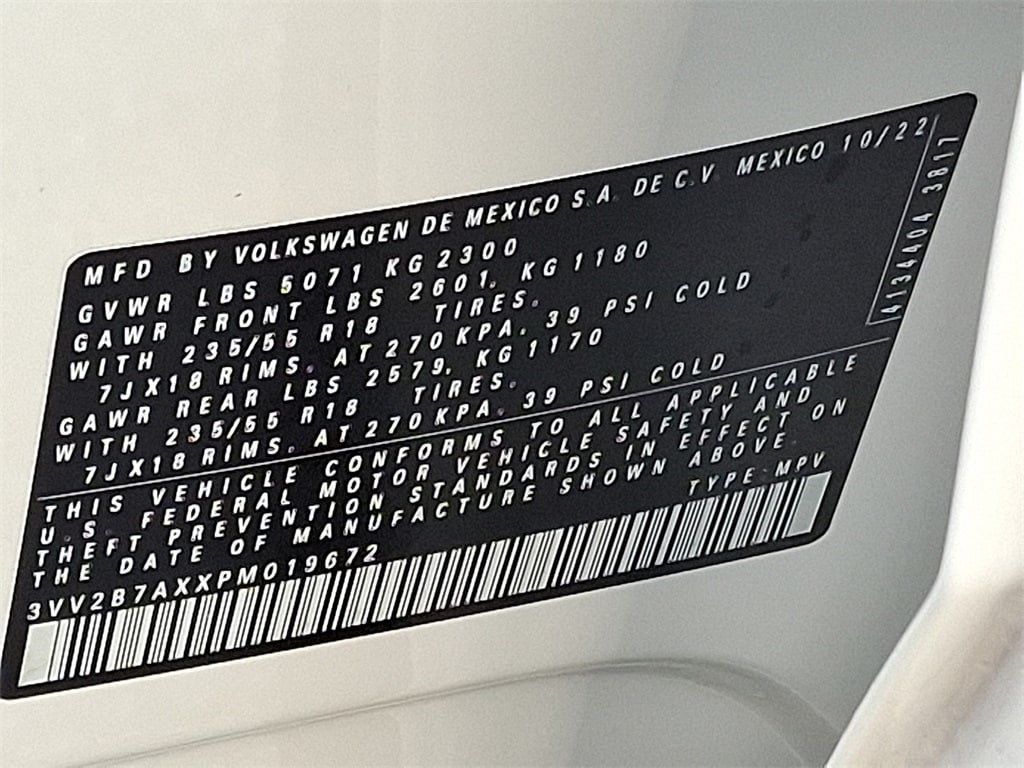 MFD BY VOLKSWAGEN DE MEXICO S.A. DE C.V. MEXICO 10/22
GVWR LBS 5071 KG 2300
GAWR FRONT LBS 2601. KG 1180
WITH 235/55 R18 TIRES.
7JX18 RIMS. AT 270 KPA. 39 PSI COLD
GAWR REAR LBS 2579. KG 1170
WITH 235/55 R18 TIRES.
7JX18 RIMS. AT 270 KPA. 39 PSI COLD
4134404 3817
THIS VEHICLE CONFORMS TO ALL APPLICABLE
U.S. FEDERAL MOTOR VEHICLE SAFETY AND
THEFT PREVENTION STANDARDS IN EFFECT ON
THE DATE OF MANUFACTURE SHOWN ABOVE.
TYPE: MPV
3VV2B7AXXPM019672